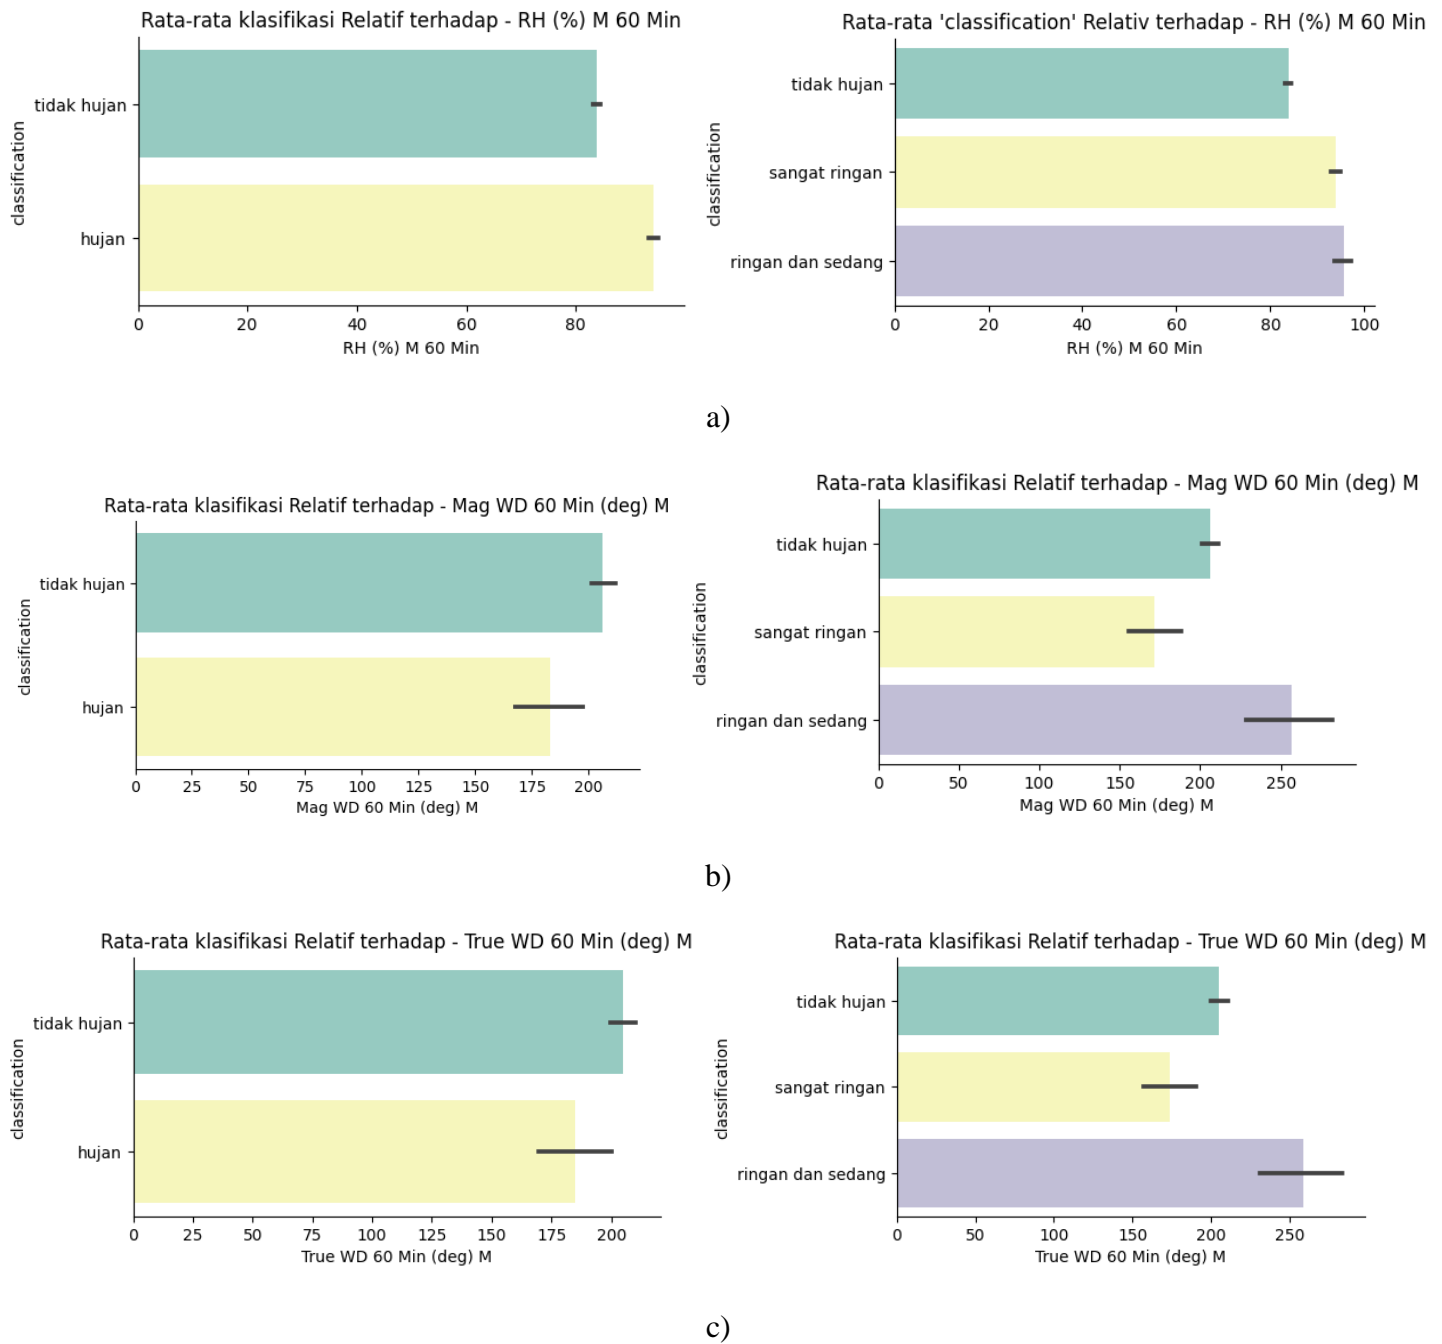 Rata-rata klasifikasi Relatif terhadap - RH (%) M 60 Min
classification
tidak hujan
hujan
0 20 40 60 80
RH (%) M 60 Min
Rata-rata 'classification' Relativ terhadap - RH (%) M 60 Min
classification
tidak hujan
sangat ringan
ringan dan sedang
0 20 40 60 80 100
RH (%) M 60 Min
a)
Rata-rata klasifikasi Relatif terhadap - Mag WD 60 Min (deg) M
classification
tidak hujan
hujan
0 25 50 75 100 125 150 175 200
Mag WD 60 Min (deg) M
Rata-rata klasifikasi Relatif terhadap - Mag WD 60 Min (deg) M
classification
tidak hujan
sangat ringan
ringan dan sedang
0 50 100 150 200 250
Mag WD 60 Min (deg) M
b)
Rata-rata klasifikasi Relatif terhadap - True WD 60 Min (deg) M
classification
tidak hujan
hujan
0 25 50 75 100 125 150 175 200
True WD 60 Min (deg) M
Rata-rata klasifikasi Relatif terhadap - True WD 60 Min (deg) M
classification
tidak hujan
sangat ringan
ringan dan sedang
0 50 100 150 200 250
True WD 60 Min (deg) M
c)